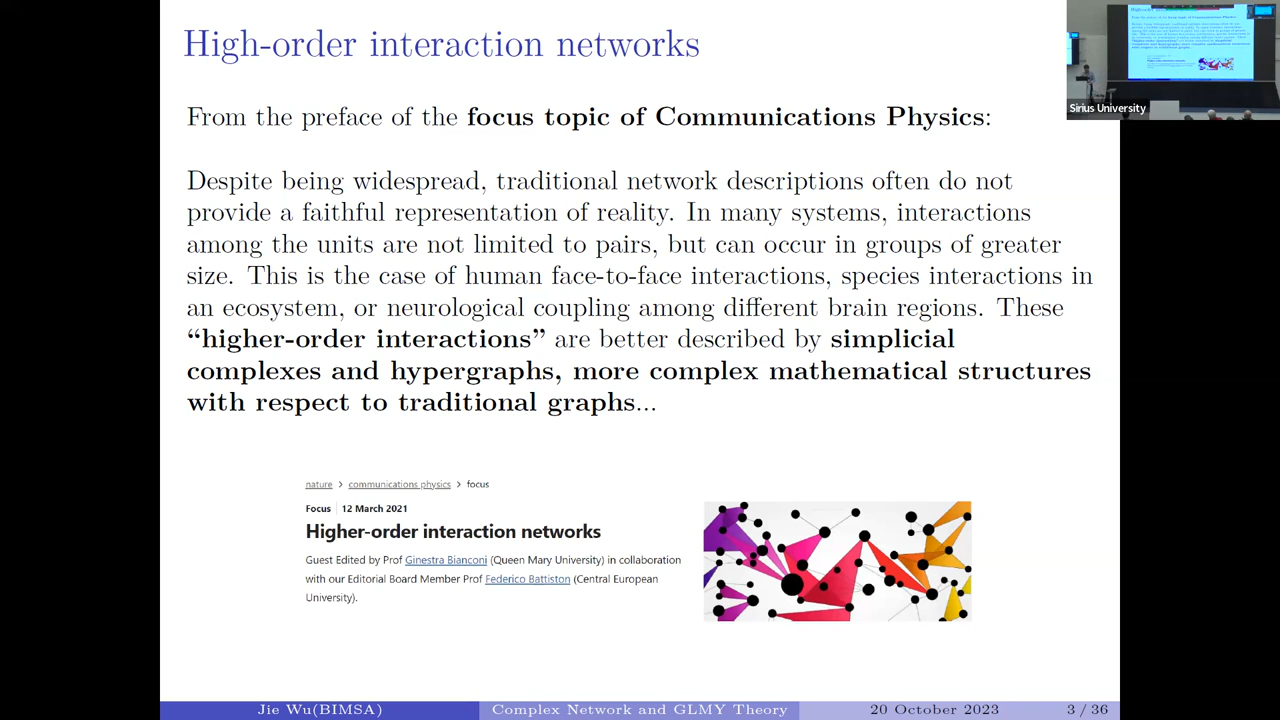 High-order interaction networks
Sirius University
From the preface of the focus topic of Communications Physics:
Despite being widespread, traditional network descriptions often do not
provide a faithful representation of reality. In many systems, interactions
among the units are not limited to pairs, but can occur in groups of greater
size. This is the case of human face-to-face interactions, species interactions in
an ecosystem, or neurological coupling among different brain regions. These
“higher-order interactions” are better described by simplicial
complexes and hypergraphs, more complex mathematical structures
with respect to traditional graphs...
nature > communications physics > focus
Focus | 12 March 2021
Higher-order interaction networks
Guest Edited by Prof Ginestra Bianconi (Queen Mary University) in collaboration
with our Editorial Board Member Prof Federico Battiston (Central European
University).
Jie Wu(BIMSA) Complex Network and GLMY Theory 20 October 2023 3 / 36